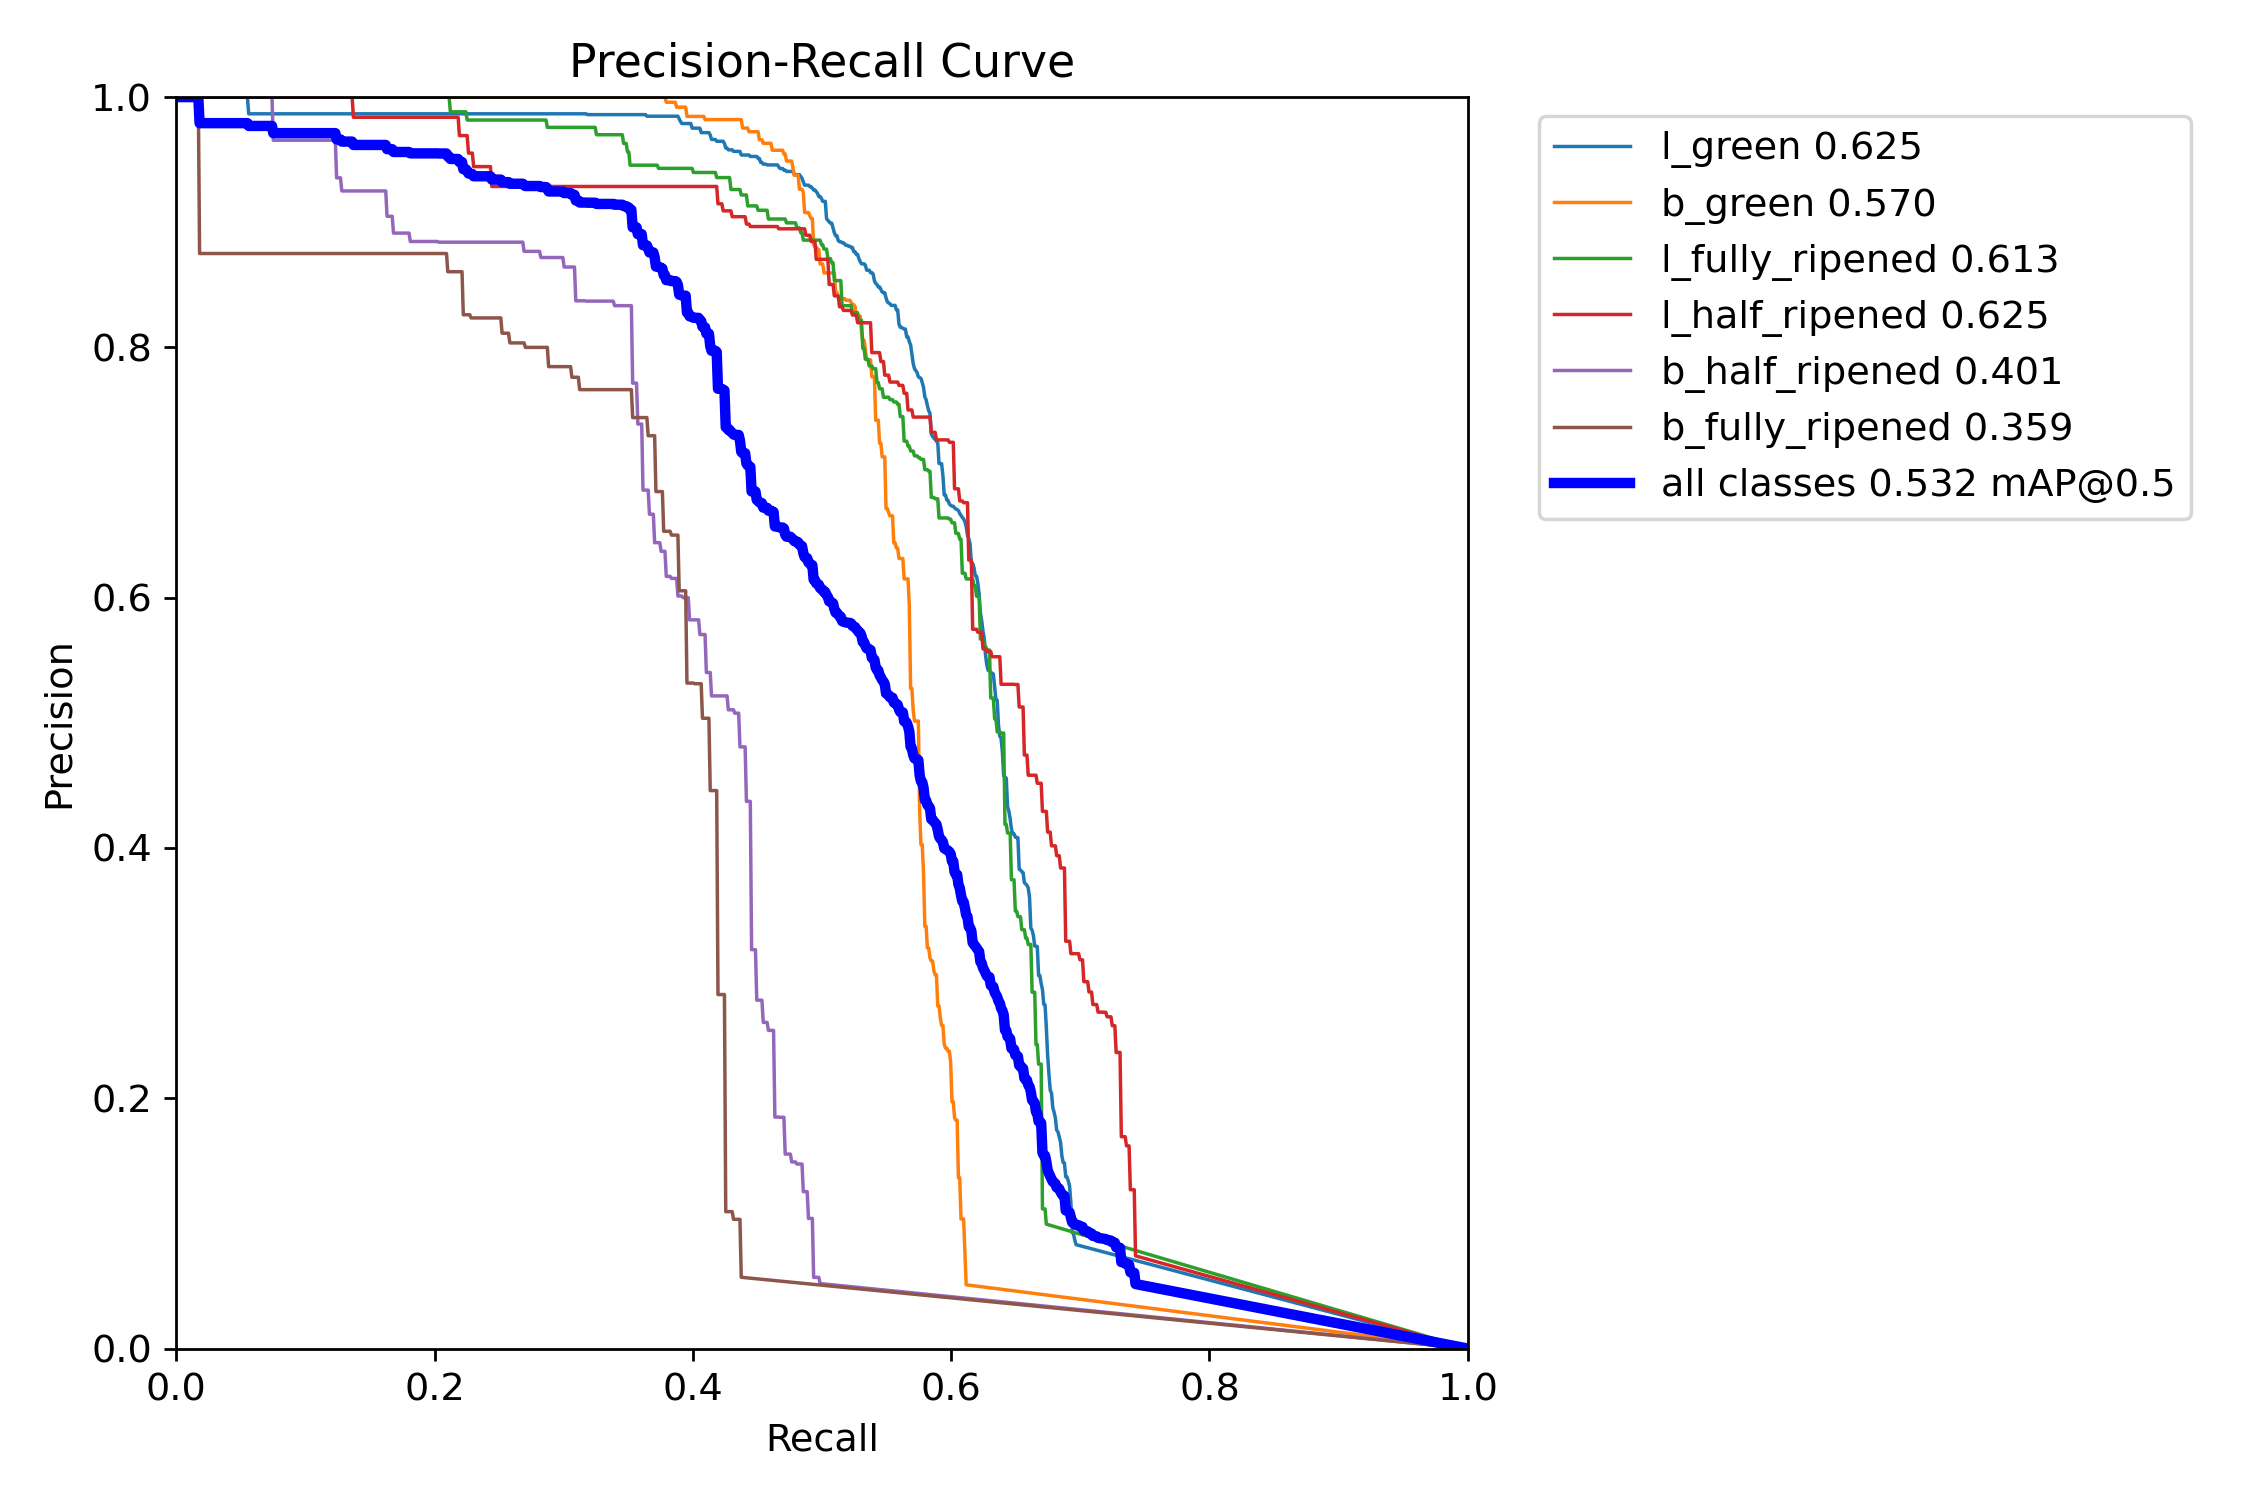 Precision-Recall Curve
1.0
0.8
0.6
0.4
0.2
0.0
Precision
0.0 0.2 0.4 0.6 0.8 1.0
Recall
l_green 0.625
b_green 0.570
l_fully_ripened 0.613
l_half_ripened 0.625
b_half_ripened 0.401
b_fully_ripened 0.359
all classes 0.532 mAP@0.5